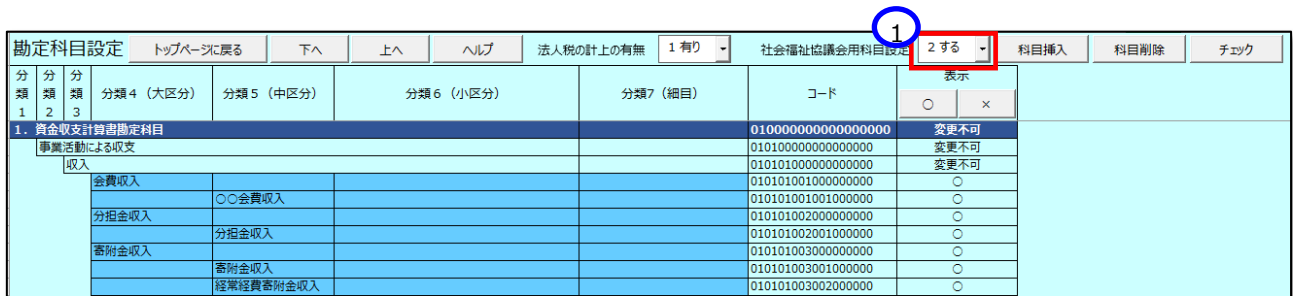 1
勘定科目設定 トップページに戻る 下へ 上へ ヘルプ 法人税の計上の有無 1 有り 社会福祉協議会用科目設定 2 する 科目挿入 科目削除 チェック
分類1 分類2 分類3 分類4（大区分） 分類5（中区分） 分類6（小区分） 分類7（細目） コード 表示
○ ×
1. 資金収支計算書勘定科目 010000000000000000 変更不可
事業活動による収支 010100000000000000 変更不可
収入 010101000000000000 変更不可
会費収入 010101001000000000 ○
○○会費収入 010101001001000000 ○
分担金収入 010101002000000000 ○
分担金収入 010101002001000000 ○
寄附金収入 010101003000000000 ○
寄附金収入 010101003001000000 ○
経常経費寄附金収入 010101003002000000 ○